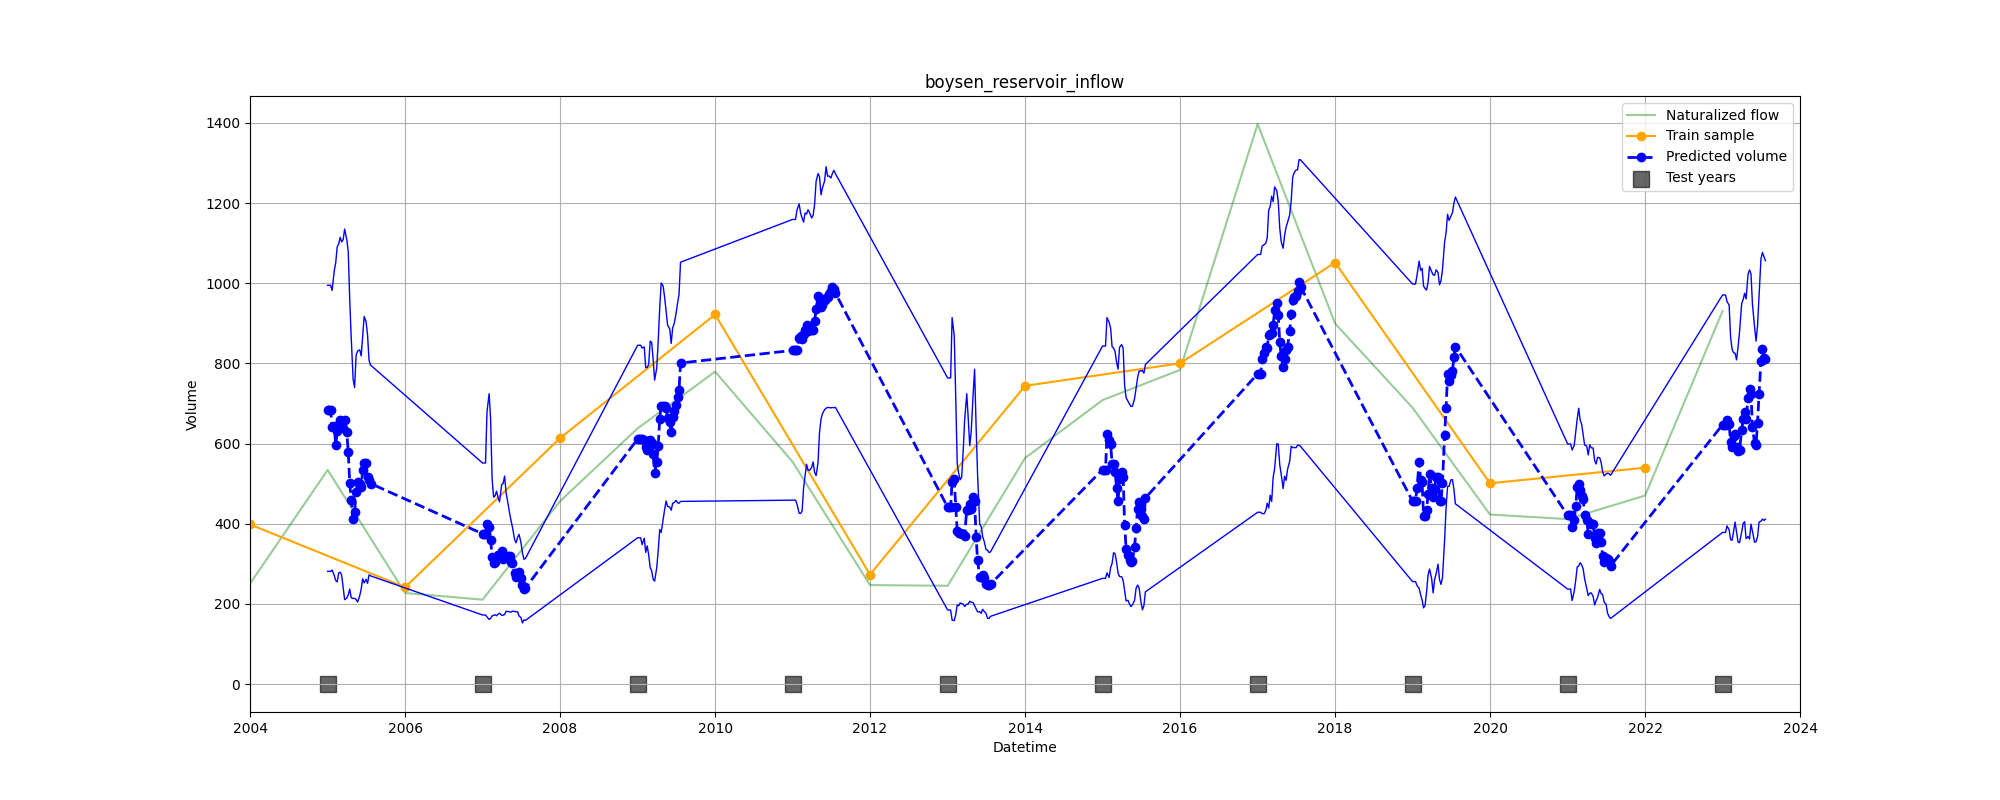 boysen_reservoir_inflow
Naturalized flow
Train sample
Predicted volume
Test years
Volume
1400
1200
1000
800
600
400
200
0
2004 2006 2008 2010 2012 2014 2016 2018 2020 2022 2024
Datetime